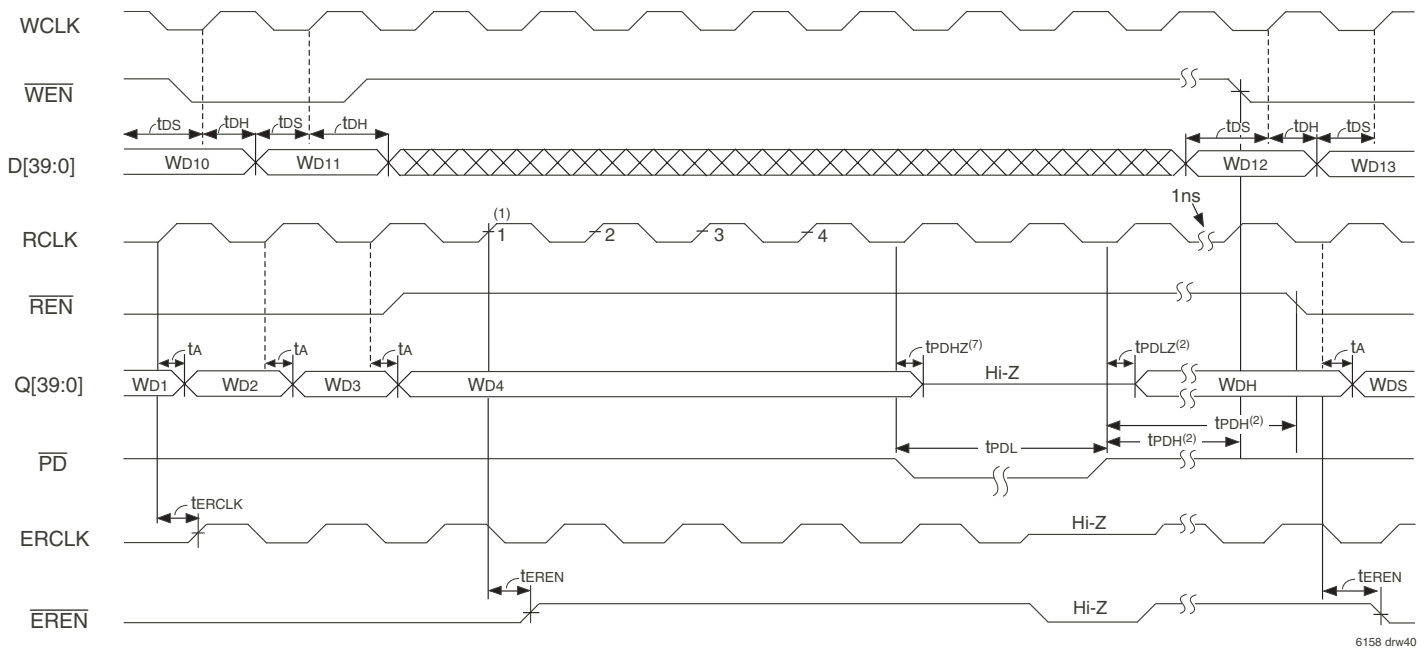 WCLK
WEN
tDS tDH tDS tDH tDS tDH tDS
D[39:0] WD10 WD11 WD12 WD13
1ns
(1)
RCLK 1 2 3 4
REN
tA tA tA tPDHZ(7) tPDLZ(2) tA
Q[39:0] WD1 WD2 WD3 WD4 Hi-Z WDH WDS
tPDH(2)
tPDL tPDH(2)
PD
tERCLK
ERCLK Hi-Z
tEREN tEREN
EREN Hi-Z
6158 drw40